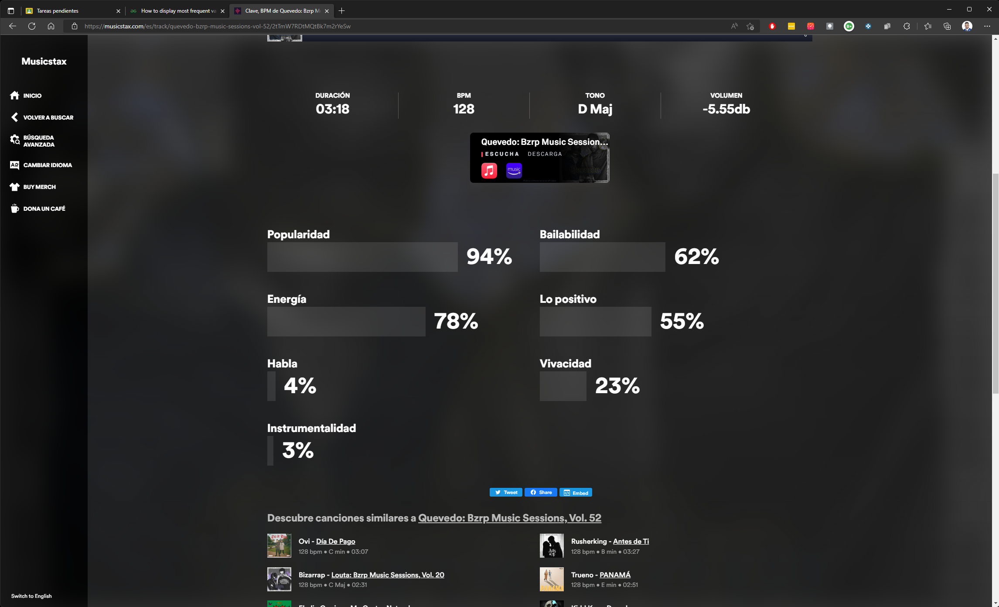 Tareas pendientes
How to display most frequent va
Clave, BPM de Quevedo: Bzrp M
https://musicstax.com/es/track/quevedo-bzrp-music-sessions-vol-52/2tTmW7RDtMQtBk7m2rYeSw
Musicstax
INICIO
VOLVER A BUSCAR
BÚSQUEDA
AVANZADA
CAMBIAR IDIOMA
BUY MERCH
DONA UN CAFÉ
Switch to English
DURACIÓN
03:18
BPM
128
TONO
D Maj
VOLUMEN
-5.55db
Quevedo: Bzrp Music Session...
ESCUCHA DESCARGA
music
Popularidad
94%
Bailabilidad
62%
Energía
78%
Lo positivo
55%
Habla
4%
Vivacidad
23%
Instrumentalidad
3%
Tweet
Share
Embed
Descubre canciones similares a Quevedo: Bzrp Music Sessions, Vol. 52
Ovi - Día De Pago
128 bpm • C min • 03:07
Rusherking - Antes de Ti
128 bpm • B min • 03:27
Bizarrap - Louta: Bzrp Music Sessions, Vol. 20
128 bpm • C Maj • 02:31
Trueno - PANAMÁ
128 bpm • E min • 02:51